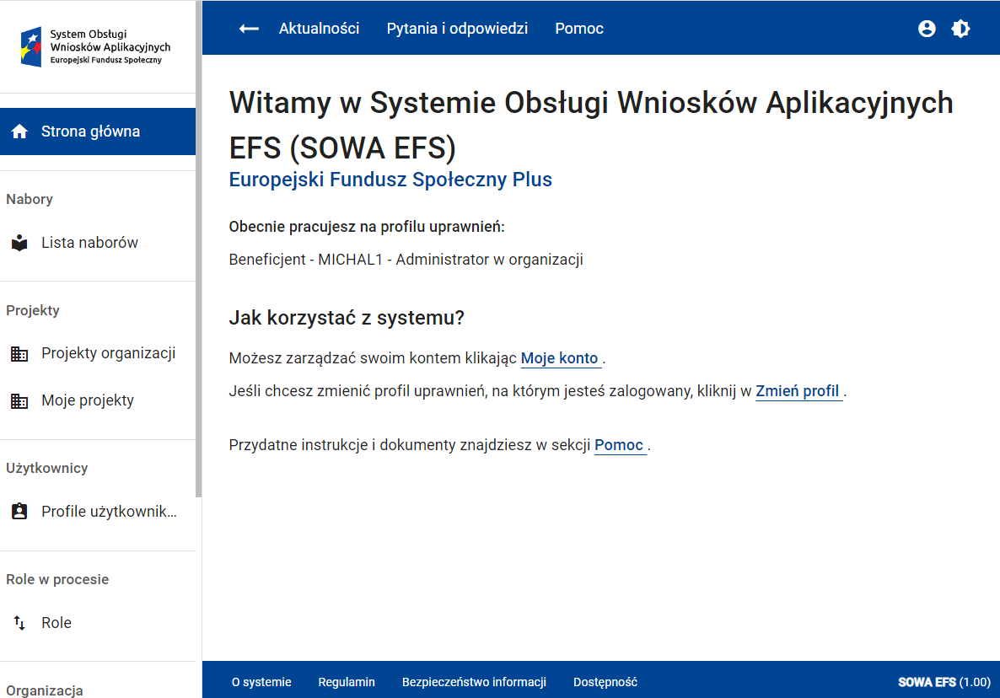 System Obsługi
Wniosków Aplikacyjnych
Europejski Fundusz Społeczny
Strona główna
Nabory
Lista naborów
Projekty
Projekty organizacji
Moje projekty
Użytkownicy
Profile użytkownik...
Role w procesie
Role
Organizacja
Aktualności Pytania i odpowiedzi Pomoc
Witamy w Systemie Obsługi Wniosków Aplikacyjnych
EFS (SOWA EFS)
Europejski Fundusz Społeczny Plus
Obecnie pracujesz na profilu uprawnień:
Beneficjent - MICHAL1 - Administrator w organizacji
Jak korzystać z systemu?
Możesz zarządzać swoim kontem klikając Moje konto .
Jeśli chcesz zmienić profil uprawnień, na którym jesteś zalogowany, kliknij w Zmień profil .
Przydatne instrukcje i dokumenty znajdziesz w sekcji Pomoc .
O systemie Regulamin Bezpieczeństwo informacji Dostępność SOWA EFS (1.00)